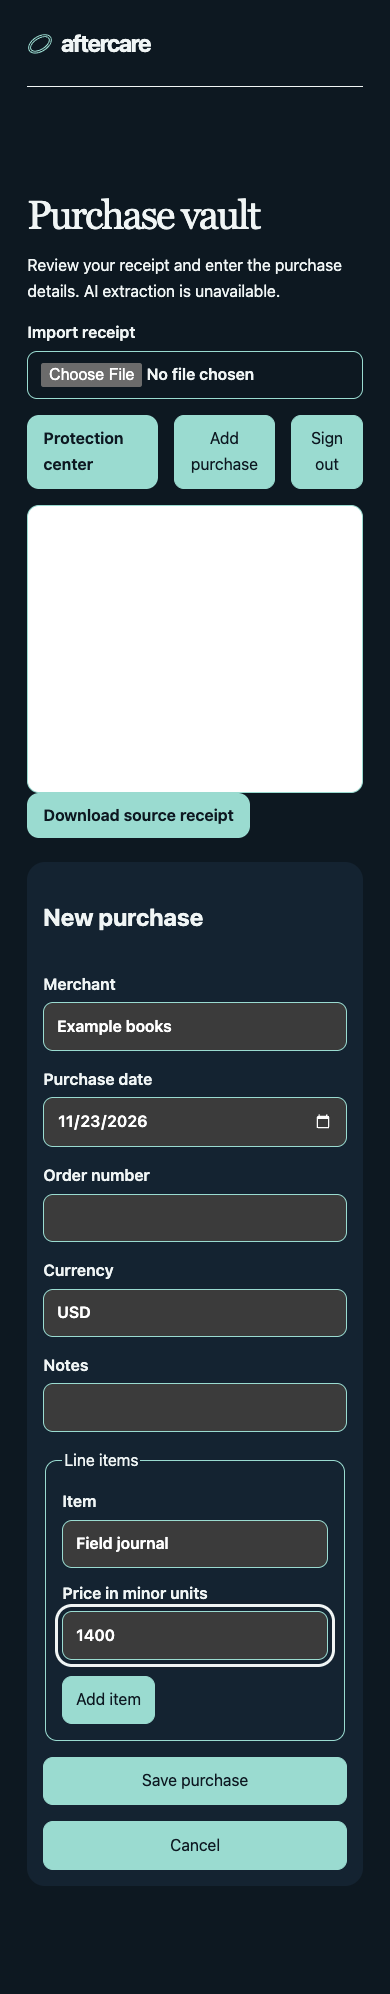 aftercare
Purchase vault
Review your receipt and enter the purchase
details. AI extraction is unavailable.
Import receipt
Choose File No file chosen
Protection
center
Add
purchase
Sign
out
Download source receipt
New purchase
Merchant
Example books
Purchase date
11/23/2026
Order number
Currency
USD
Notes
Line items
Item
Field journal
Price in minor units
1400
Add item
Save purchase
Cancel